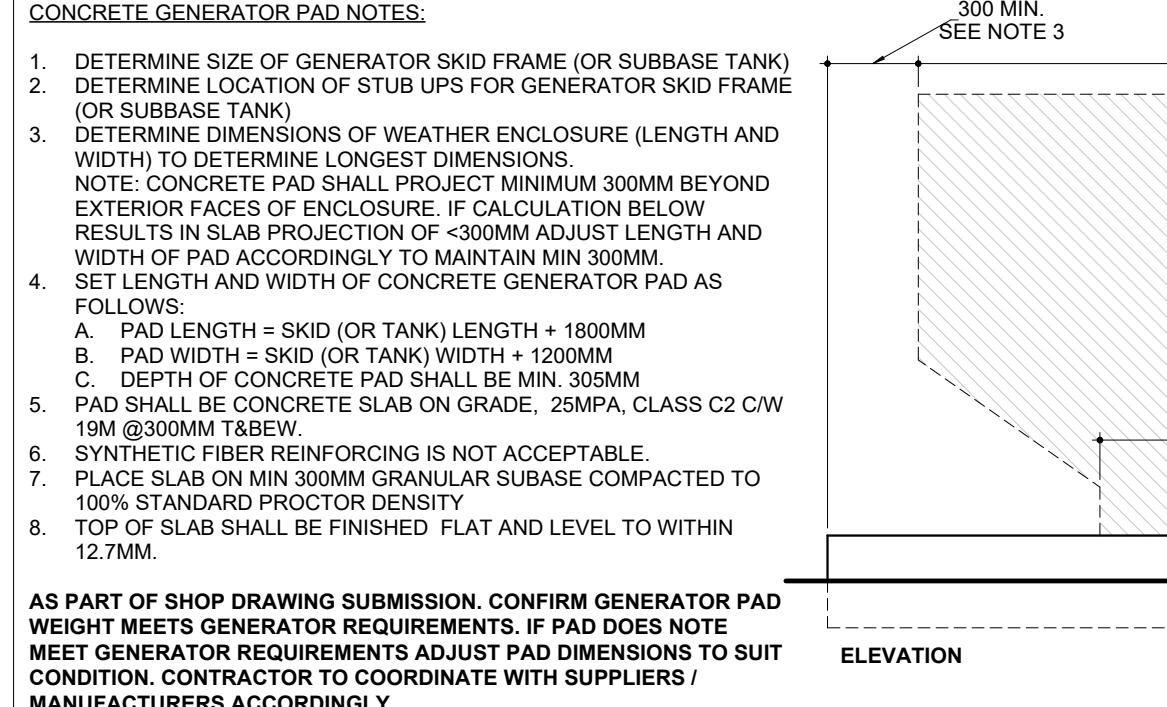 CONCRETE GENERATOR PAD NOTES:
1. DETERMINE SIZE OF GENERATOR SKID FRAME (OR SUBBASE TANK)
2. DETERMINE LOCATION OF STUB UPS FOR GENERATOR SKID FRAME
(OR SUBBASE TANK)
3. DETERMINE DIMENSIONS OF WEATHER ENCLOSURE (LENGTH AND
WIDTH) TO DETERMINE LONGEST DIMENSIONS.
NOTE: CONCRETE PAD SHALL PROJECT MINIMUM 300MM BEYOND
EXTERIOR FACES OF ENCLOSURE. IF CALCULATION BELOW
RESULTS IN SLAB PROJECTION OF <300MM ADJUST LENGTH AND
WIDTH OF PAD ACCORDINGLY TO MAINTAIN MIN 300MM.
4. SET LENGTH AND WIDTH OF CONCRETE GENERATOR PAD AS
FOLLOWS:
A. PAD LENGTH = SKID (OR TANK) LENGTH + 1800MM
B. PAD WIDTH = SKID (OR TANK) WIDTH + 1200MM
C. DEPTH OF CONCRETE PAD SHALL BE MIN. 305MM
5. PAD SHALL BE CONCRETE SLAB ON GRADE, 25MPA, CLASS C2 C/W
19M @300MM T&BEW.
6. SYNTHETIC FIBER REINFORCING IS NOT ACCEPTABLE.
7. PLACE SLAB ON MIN 300MM GRANULAR SUBASE COMPACTED TO
100% STANDARD PROCTOR DENSITY
8. TOP OF SLAB SHALL BE FINISHED FLAT AND LEVEL TO WITHIN
12.7MM.
AS PART OF SHOP DRAWING SUBMISSION. CONFIRM GENERATOR PAD
WEIGHT MEETS GENERATOR REQUIREMENTS. IF PAD DOES NOTE
MEET GENERATOR REQUIREMENTS ADJUST PAD DIMENSIONS TO SUIT
CONDITION. CONTRACTOR TO COORDINATE WITH SUPPLIERS /
MANUFACTURERS ACCORDINGLY
300 MIN.
SEE NOTE 3
ELEVATION